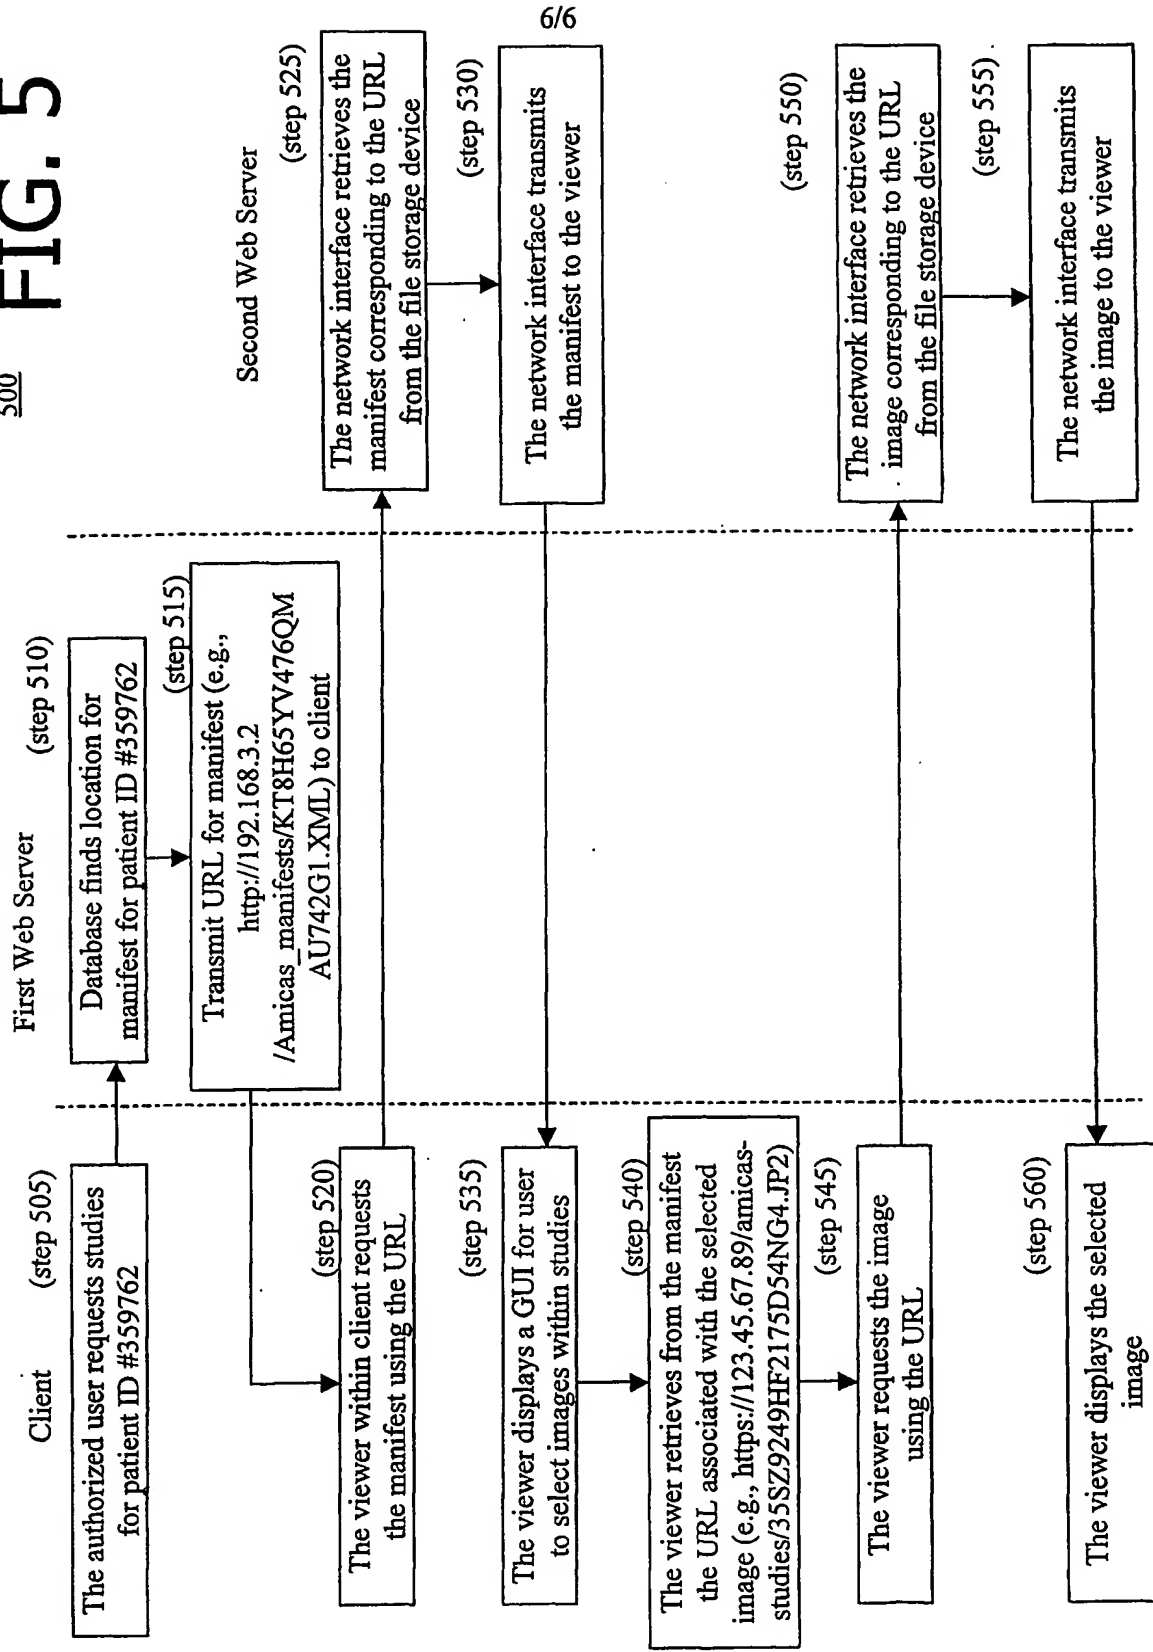 6/6
500
FIG. 5
Client
First Web Server
Second Web Server
(step 505)
The authorized user requests studies
for patient ID #359762
(step 510)
Database finds location for
manifest for patient ID #359762
(step 515)
Transmit URL for manifest (e.g.,
http://192.168.3.2
/Amicas_manifests/KT8H65YV476QM
AU742G1.XML) to client
(step 520)
The viewer within client requests
the manifest using the URL
(step 525)
The network interface retrieves the
manifest corresponding to the URL
from the file storage device
(step 530)
The network interface transmits
the manifest to the viewer
(step 535)
The viewer displays a GUI for user
to select images within studies
(step 540)
The viewer retrieves from the manifest
the URL associated with the selected
image (e.g., https://123.45.67.89/amicas-
studies/35SZ9249HF2175D54NG4.JP2)
(step 545)
The viewer requests the image
using the URL
(step 550)
The network interface retrieves the
image corresponding to the URL
from the file storage device
(step 555)
The network interface transmits
the image to the viewer
(step 560)
The viewer displays the selected
image